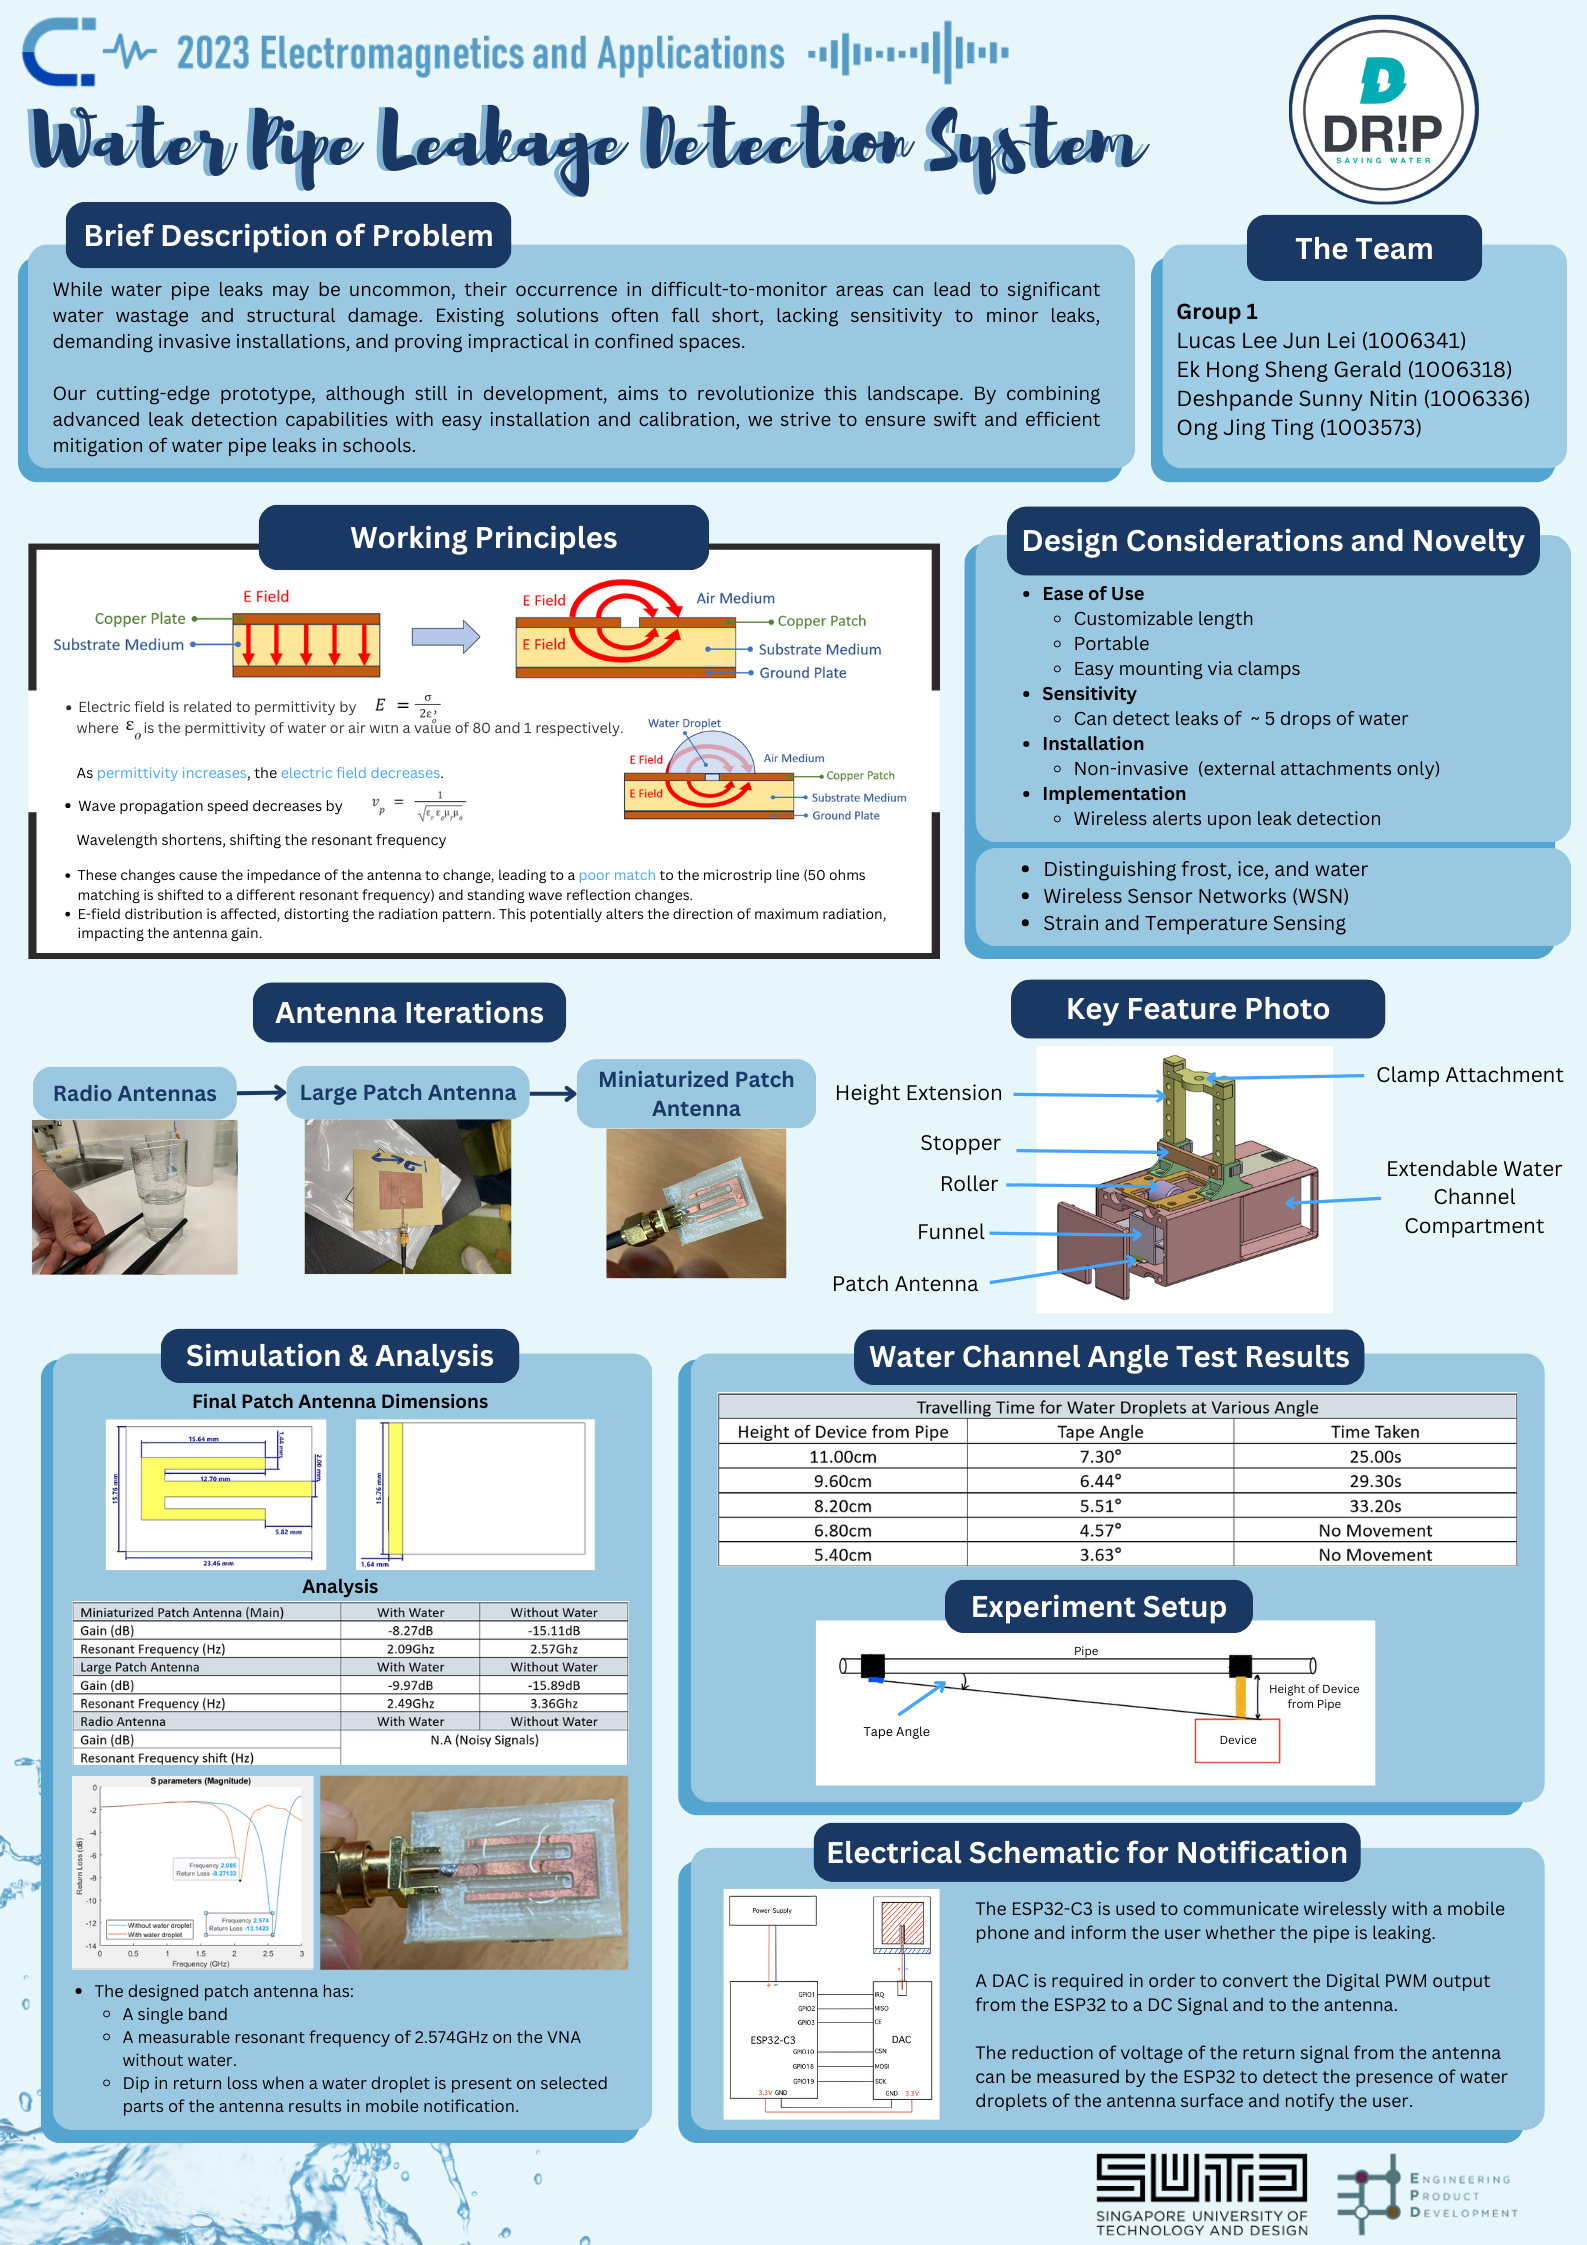 2023 Electromagnetics and Applications
Water Pipe Leakage Detection System
D
DR!P
SAVING WATER
Brief Description of Problem
While water pipe leaks may be uncommon, their occurrence in difficult-to-monitor areas can lead to significant
water wastage and structural damage. Existing solutions often fall short, lacking sensitivity to minor leaks,
demanding invasive installations, and proving impractical in confined spaces.
Our cutting-edge prototype, although still in development, aims to revolutionize this landscape. By combining
advanced leak detection capabilities with easy installation and calibration, we strive to ensure swift and efficient
mitigation of water pipe leaks in schools.
The Team
Group 1
Lucas Lee Jun Lei (1006341)
Ek Hong Sheng Gerald (1006318)
Deshpande Sunny Nitin (1006336)
Ong Jing Ting (1003573)
Working Principles
E Field
Copper Plate
Substrate Medium
E Field
Air Medium
Copper Patch
E Field
Substrate Medium
Ground Plate
• Electric field is related to permittivity by E = σ / 2ε₀
where ε₀ is the permittivity of water or air with a value of 80 and 1 respectively.
As permittivity increases, the electric field decreases.
• Wave propagation speed decreases by vₚ = 1 / √εᵣε₀μᵣμ₀
Wavelength shortens, shifting the resonant frequency
Water Droplet
E Field
Air Medium
Copper Patch
E Field
Substrate Medium
Ground Plate
• These changes cause the impedance of the antenna to change, leading to a poor match to the microstrip line (50 ohms
matching is shifted to a different resonant frequency) and standing wave reflection changes.
• E-field distribution is affected, distorting the radiation pattern. This potentially alters the direction of maximum radiation,
impacting the antenna gain.
Design Considerations and Novelty
• Ease of Use
◦ Customizable length
◦ Portable
◦ Easy mounting via clamps
• Sensitivity
◦ Can detect leaks of ~ 5 drops of water
• Installation
◦ Non-invasive (external attachments only)
• Implementation
◦ Wireless alerts upon leak detection
• Distinguishing frost, ice, and water
• Wireless Sensor Networks (WSN)
• Strain and Temperature Sensing
Antenna Iterations
Radio Antennas
Large Patch Antenna
Miniaturized Patch
Antenna
Key Feature Photo
Height Extension
Stopper
Roller
Funnel
Patch Antenna
Clamp Attachment
Extendable Water
Channel
Compartment
Simulation & Analysis
Final Patch Antenna Dimensions
15.64 mm
1.44 mm
2.00 mm
12.70 mm
15.76 mm
5.82 mm
23.46 mm
15.76 mm
1.64 mm
Analysis
Miniaturized Patch Antenna (Main) With Water Without Water
Gain (dB) -8.27dB -15.11dB
Resonant Frequency (Hz) 2.09Ghz 2.57Ghz
Large Patch Antenna With Water Without Water
Gain (dB) -9.97dB -15.89dB
Resonant Frequency (Hz) 2.49Ghz 3.36Ghz
Radio Antenna With Water Without Water
Gain (dB) N.A (Noisy Signals)
Resonant Frequency shift (Hz)
S parameters (Magnitude)
Return Loss (dB)
0
-2
-4
-6
-8
-10
-12
-14
Frequency 2.085
Return Loss -8.27133
Frequency 2.574
Return Loss -13.1423
Without water droplet
With water droplet
0 0.5 1 1.5 2 2.5 3
Frequency (GHz)
• The designed patch antenna has:
◦ A single band
◦ A measurable resonant frequency of 2.574GHz on the VNA
without water.
◦ Dip in return loss when a water droplet is present on selected
parts of the antenna results in mobile notification.
Water Channel Angle Test Results
Travelling Time for Water Droplets at Various Angle
Height of Device from Pipe Tape Angle Time Taken
11.00cm 7.30° 25.00s
9.60cm 6.44° 29.30s
8.20cm 5.51° 33.20s
6.80cm 4.57° No Movement
5.40cm 3.63° No Movement
Experiment Setup
Pipe
Tape Angle
Height of Device
from Pipe
Device
Electrical Schematic for Notification
Power Supply
ESP32-C3
GPIO1
GPIO2
GPIO3
GPIO10
GPIO18
GPIO19
3.3V GND
DAC
IRQ
MISO
CE
CSN
MOSI
SCK
GND 3.3V
The ESP32-C3 is used to communicate wirelessly with a mobile
phone and inform the user whether the pipe is leaking.
A DAC is required in order to convert the Digital PWM output
from the ESP32 to a DC Signal and to the antenna.
The reduction of voltage of the return signal from the antenna
can be measured by the ESP32 to detect the presence of water
droplets of the antenna surface and notify the user.
SUTD
SINGAPORE UNIVERSITY OF
TECHNOLOGY AND DESIGN
ENGINEERING
PRODUCT
DEVELOPMENT